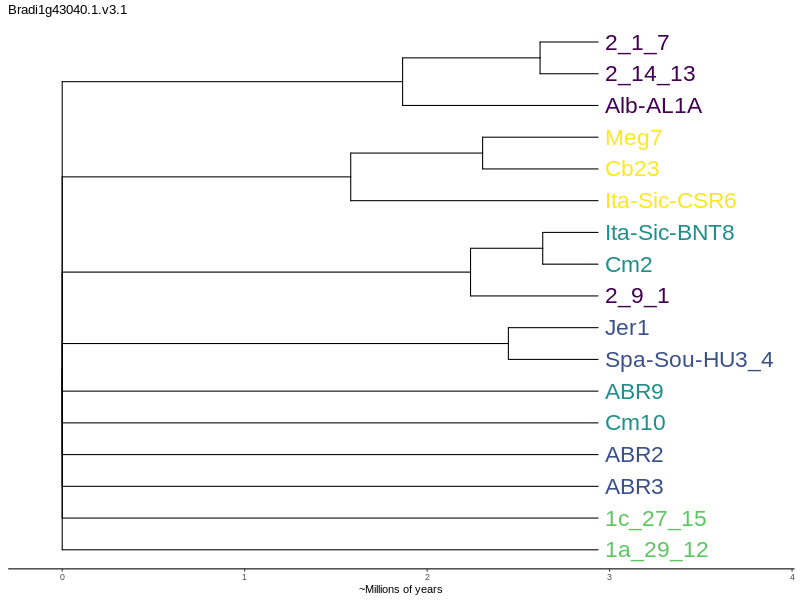 Bradi1g43040.1.v3.1
2_1_7
2_14_13
Alb-AL1A
Meg7
Cb23
Ita-Sic-CSR6
Ita-Sic-BNT8
Cm2
2_9_1
Jer1
Spa-Sou-HU3_4
ABR9
Cm10
ABR2
ABR3
1c_27_15
1a_29_12
0 1 2 3 4
~Millions of years